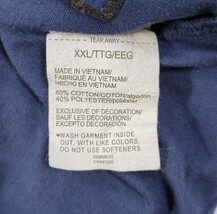 TEAR AWAY
XXL/TTG/EEG
MADE IN VIETNAM/
FABRIQUÉ AU VIETNAM/
HECHO EN VIETNAM
60% COTTON/COTON/algodón
40% POLYESTER/poliéster
EXCLUSIVE OF DECORATION/
SAUF LES DÉCORATIONS/
EXCEPTO DECORACIÓN
*WASH GARMENT INSIDE
OUT, WITH LIKE COLORS.
DO NOT USE SOFTENERS